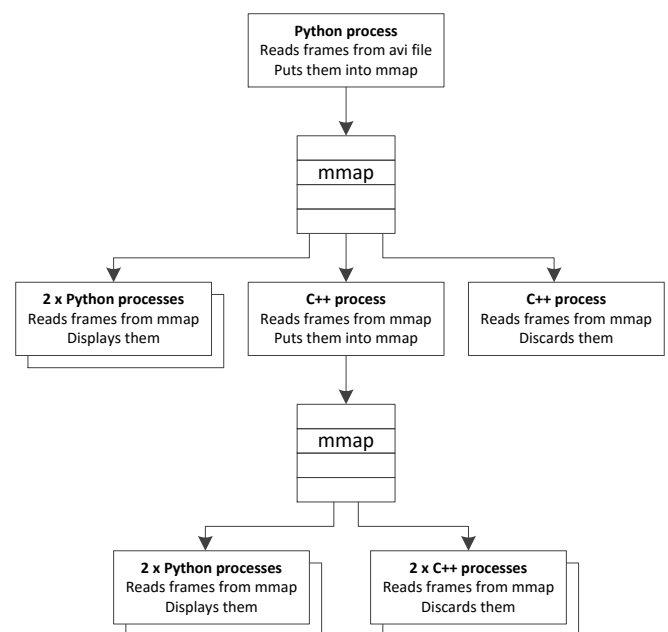 Python process
Reads frames from avi file
Puts them into mmap
mmap
2 x Python processes
Reads frames from mmap
Displays them
C++ process
Reads frames from mmap
Puts them into mmap
C++ process
Reads frames from mmap
Discards them
mmap
2 x Python processes
Reads frames from mmap
Displays them
2 x C++ processes
Reads frames from mmap
Discards them